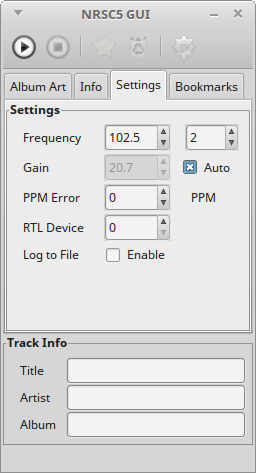 NRSC5 GUI
Album Art Info Settings Bookmarks
Settings
Frequency 102.5 2
Gain 20.7 Auto
PPM Error 0 PPM
RTL Device 0
Log to File Enable
Track Info
Title
Artist
Album